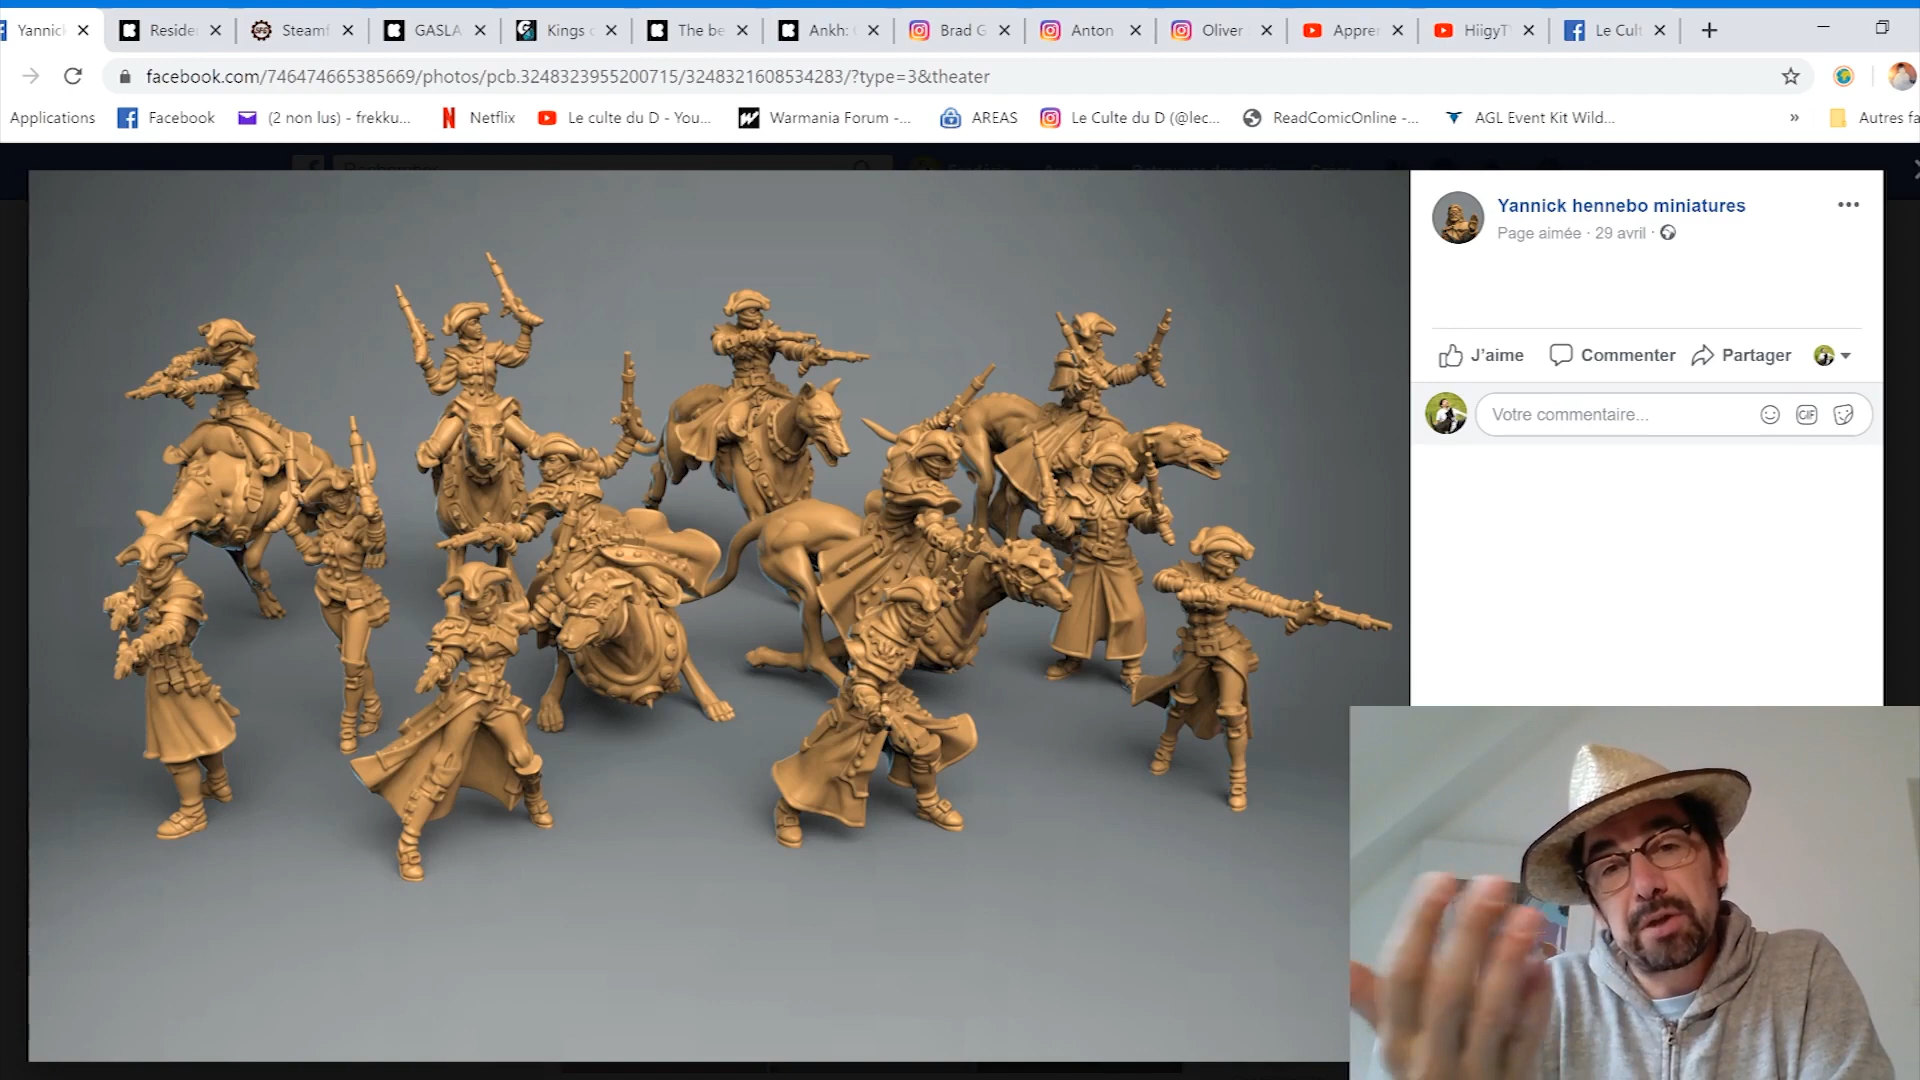 Yannick
Reside
Steamf
GASLA
Kings c
The be
Ankh: 
Brad G
Anton
Oliver
Apprer
HiigyT
Le Cult
facebook.com/746474665385669/photos/pcb.3248323955200715/3248321608534283/?type=3&theater
Applications
Facebook
(2 non lus) - frekku...
Netflix
Le culte du D - You...
Warmania Forum -...
AREAS
Le Culte du D (@lec...
ReadComicOnline -...
AGL Event Kit Wild...
»
Autres fa
Rechercher
Yannick hennebo miniatures
Page aimée · 29 avril ·
J'aime
Commenter
Partager
Votre commentaire...
GIF